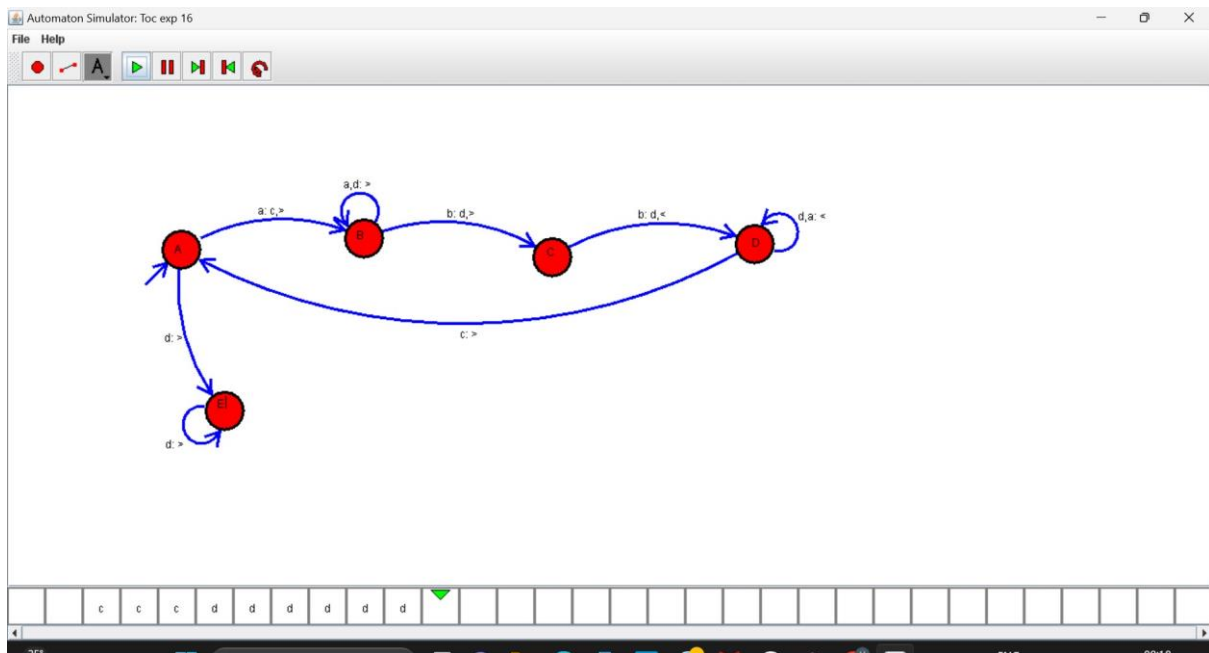 Automaton Simulator: Toc exp 16
File Help
A
a,d: >
a: c,>
b: d,>
b: d,<
d,a: <
A
B
C
D
c: >
d: >
E
d: >
c c c d d d d d d